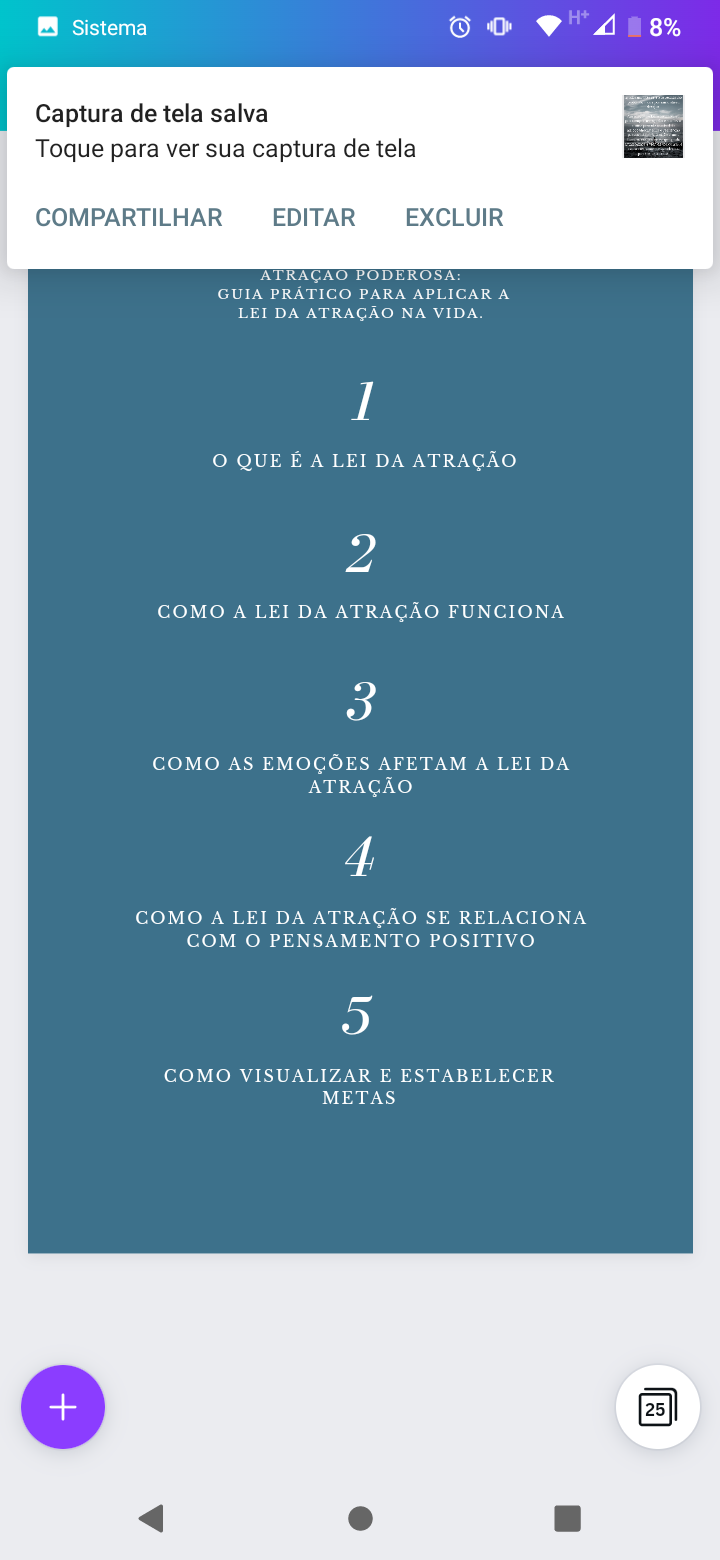 Sistema
H+
8%
Captura de tela salva
Toque para ver sua captura de tela
COMPARTILHAR EDITAR EXCLUIR
ATRAÇÃO PODEROSA:
GUIA PRÁTICO PARA APLICAR A
LEI DA ATRAÇÃO NA VIDA.
1
O QUE É A LEI DA ATRAÇÃO
2
COMO A LEI DA ATRAÇÃO FUNCIONA
3
COMO AS EMOÇÕES AFETAM A LEI DA
ATRAÇÃO
4
COMO A LEI DA ATRAÇÃO SE RELACIONA
COM O PENSAMENTO POSITIVO
5
COMO VISUALIZAR E ESTABELECER
METAS
25